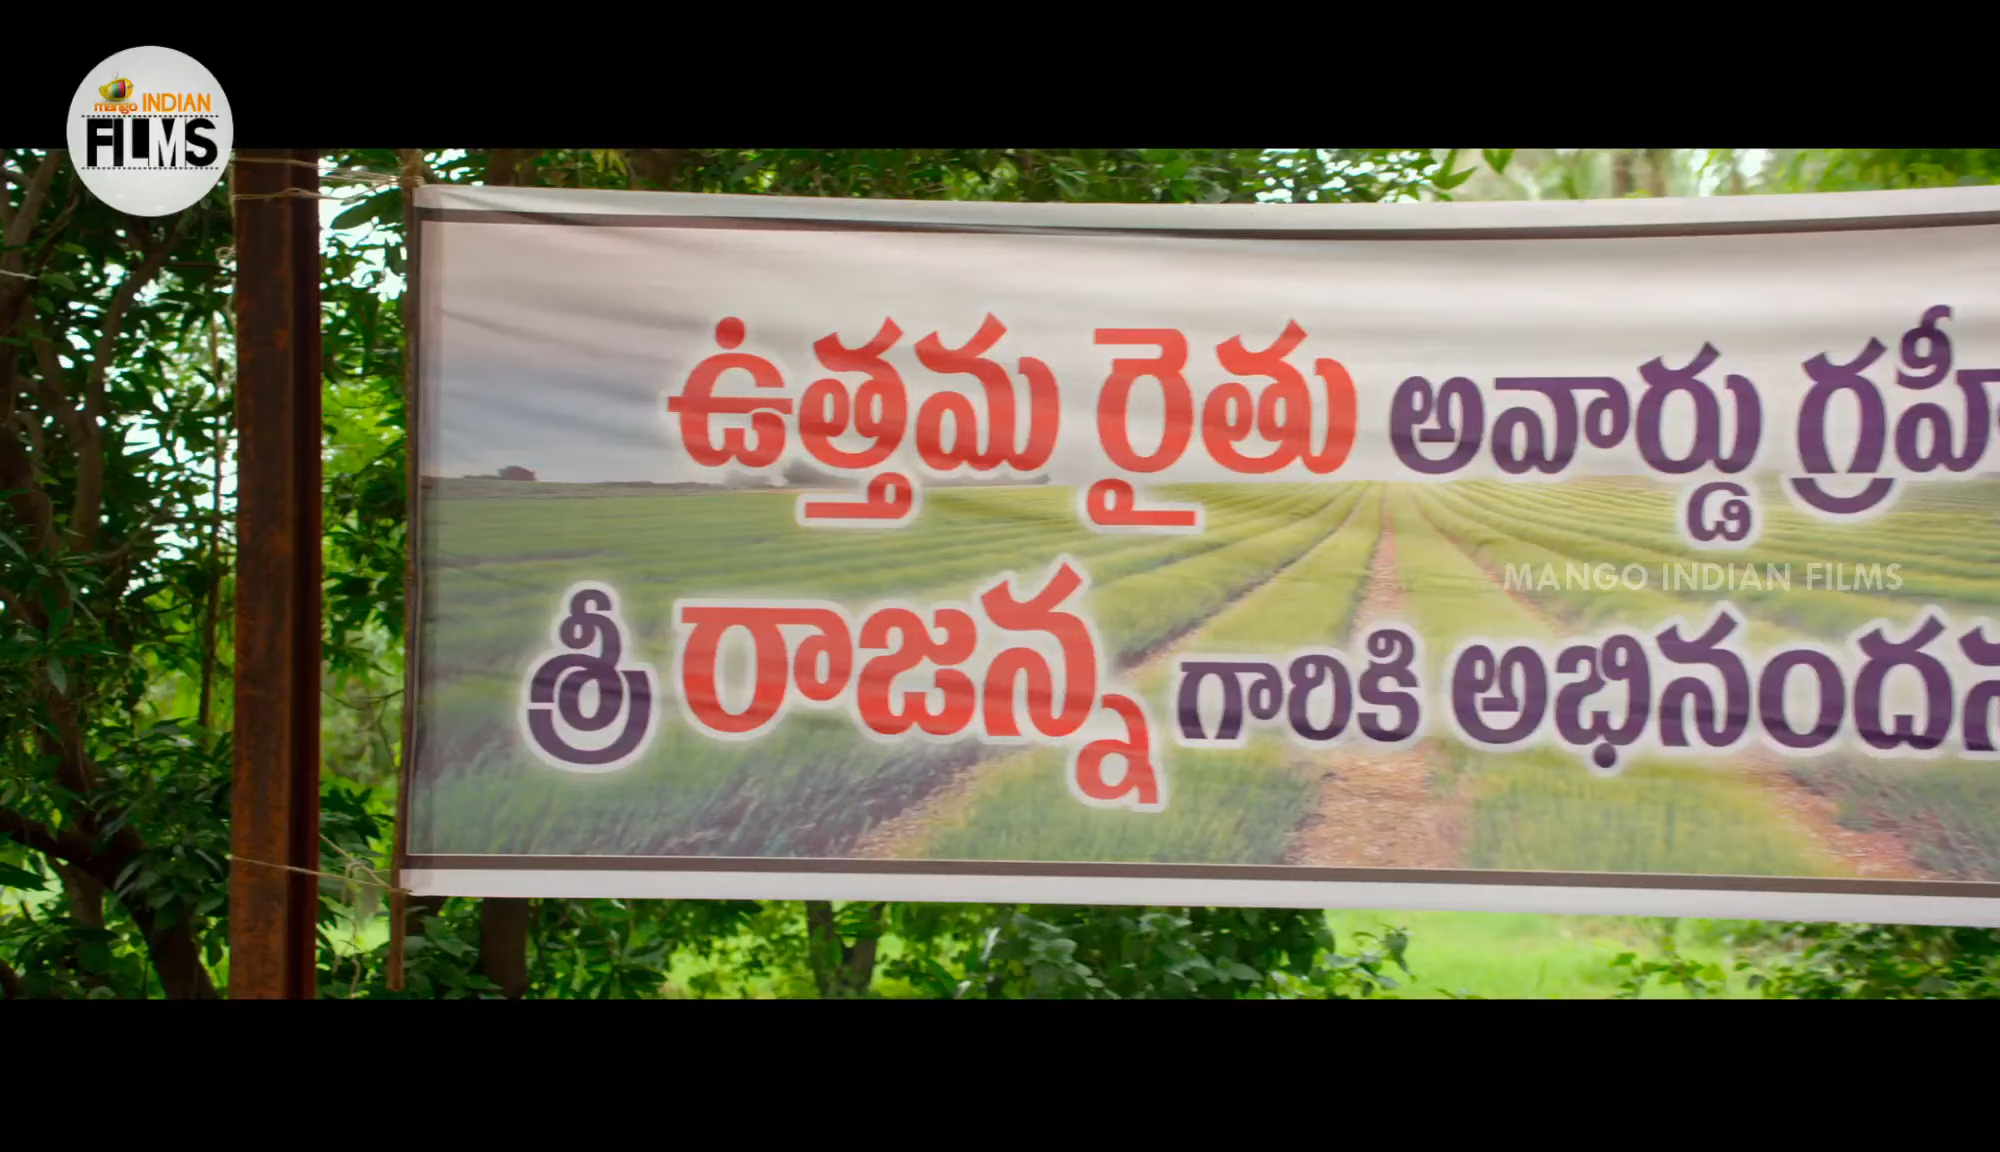 mango INDIAN
FILMS
ఉత్తమ రైతు అవార్డు
MANGO INDIAN FILMS
శ్రీ రాజన్న గారికి